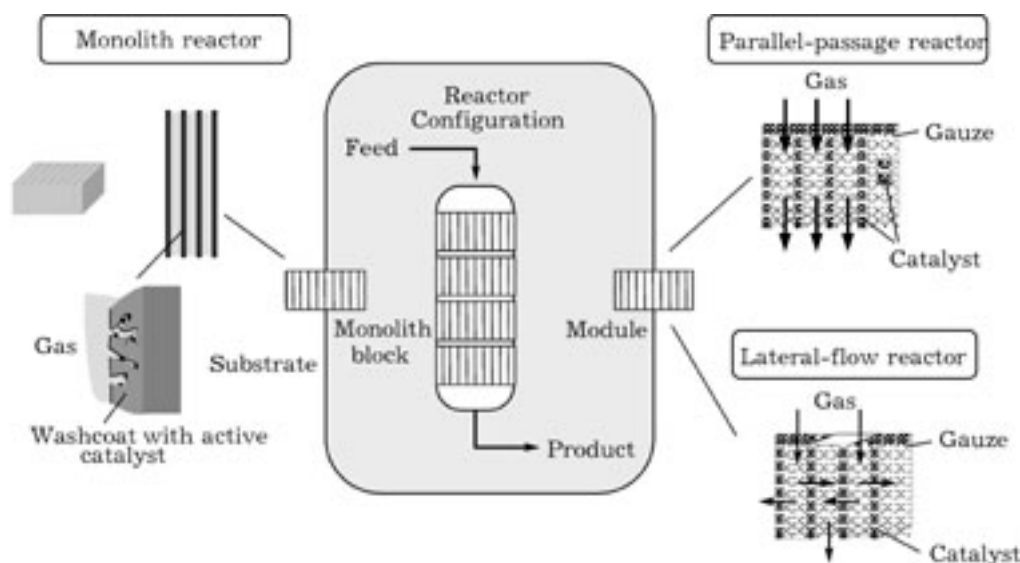 Monolith reactor
Gas
Substrate
Washcoat with active
catalyst
Reactor
Configuration
Feed
Monolith
block
Module
Product
Parallel-passage reactor
Gas
Gauze
Catalyst
Lateral-flow reactor
Gas
Gauze
Catalyst